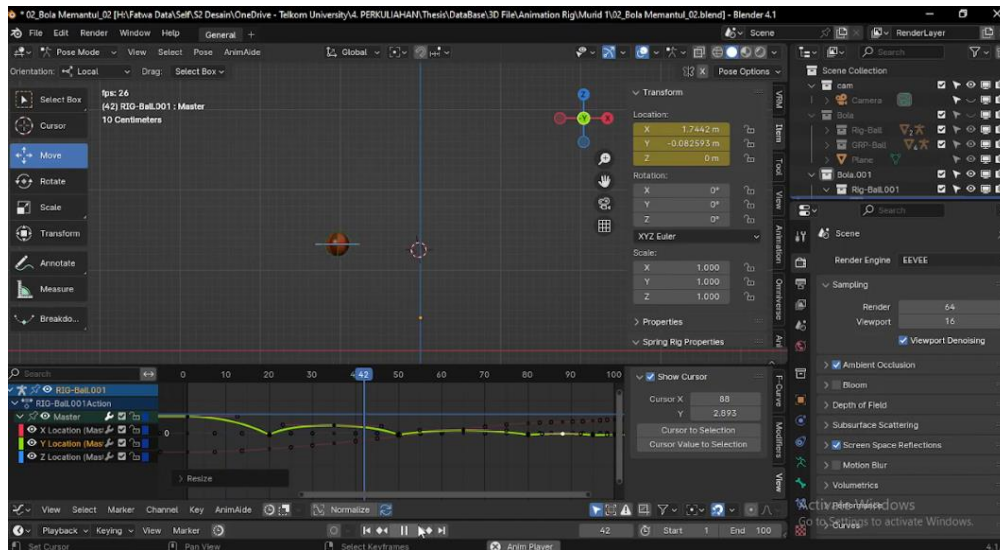 * 02_Bola Memantul_02 [H:\Fatwa Data\Self\S2 Desain\OneDrive - Telkom University\4. PERKULIAHAN\Thesis\DataBase\3D File\Animation Rig\Murid 1\02_Bola Memantul_02.blend] - Blender 4.1
File Edit Render Window Help General + Scene RenderLayer
Pose Mode View Select Pose AnimAide Global Search
Orientation: Local Drag: Select Box X Pose Options Scene Collection
Select Box
Cursor
Move
Rotate
Scale
Transform
Annotate
Measure
Breakdo...
fps: 26
(42) RIG-Ball.001 : Master
10 Centimeters
Z
Y
X
Transform
Location:
X 1.7442 m
Y -0.082593 m
Z 0 m
Rotation:
X 0°
Y 0°
Z 0°
XYZ Euler
Scale:
X 1.000
Y 1.000
Z 1.000
Properties
Spring Rig Properties
VRM
Item
Tool
View
Animation
Omniverse
Ani
cam
Camera
Bola
Rig-Ball
GRP-Ball
Plane
Bola.001
Rig-Ball.001
Search
Scene
Render Engine EEVEE
Sampling
Render 64
Viewport 16
Viewport Denoising
Ambient Occlusion
Bloom
Depth of Field
Subsurface Scattering
Screen Space Reflections
Motion Blur
Volumetrics
Performance
Curves
Activate Windows
Go to Settings to activate Windows.
Search 0 10 20 30 42 50 60 70 80 90 100
RIG-Ball.001
RIG-Ball.001Action
Master
X Location (Mas
Y Location (Mas
Z Location (Mas
0
Resize
Show Cursor
Cursor X 88
Y 2.893
Cursor to Selection
Cursor Value to Selection
F-Curve
Modifiers
View
View Select Marker Channel Key AnimAide Normalize
Playback Keying View Marker 42 Start 1 End 100
Set Cursor Pan View Select Keyframes Anim Player 4.1